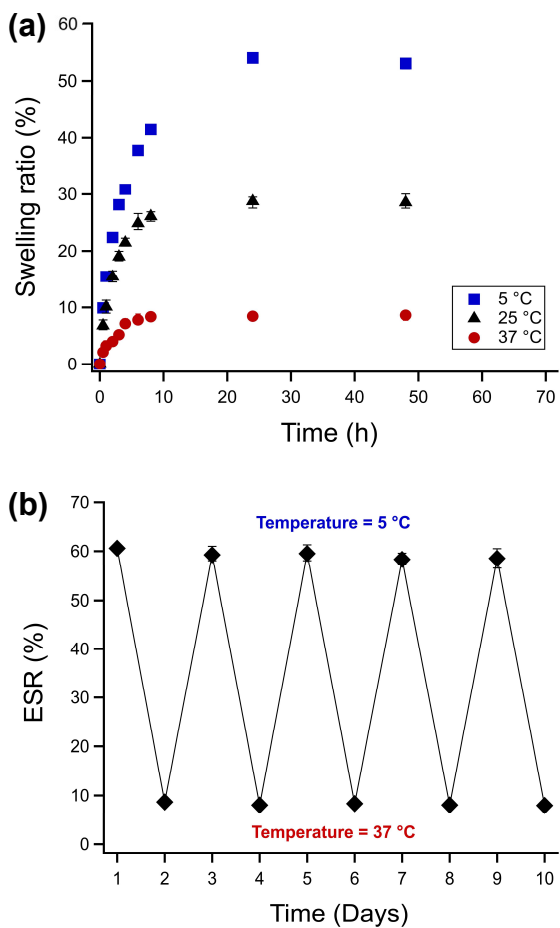 (a)
60
50
40
30
20
10
0
Swelling ratio (%)
5 °C
25 °C
37 °C
0 10 20 30 40 50 60 70
Time (h)
(b)
70
60
50
40
30
20
10
0
ESR (%)
Temperature = 5 °C
Temperature = 37 °C
1 2 3 4 5 6 7 8 9 10
Time (Days)